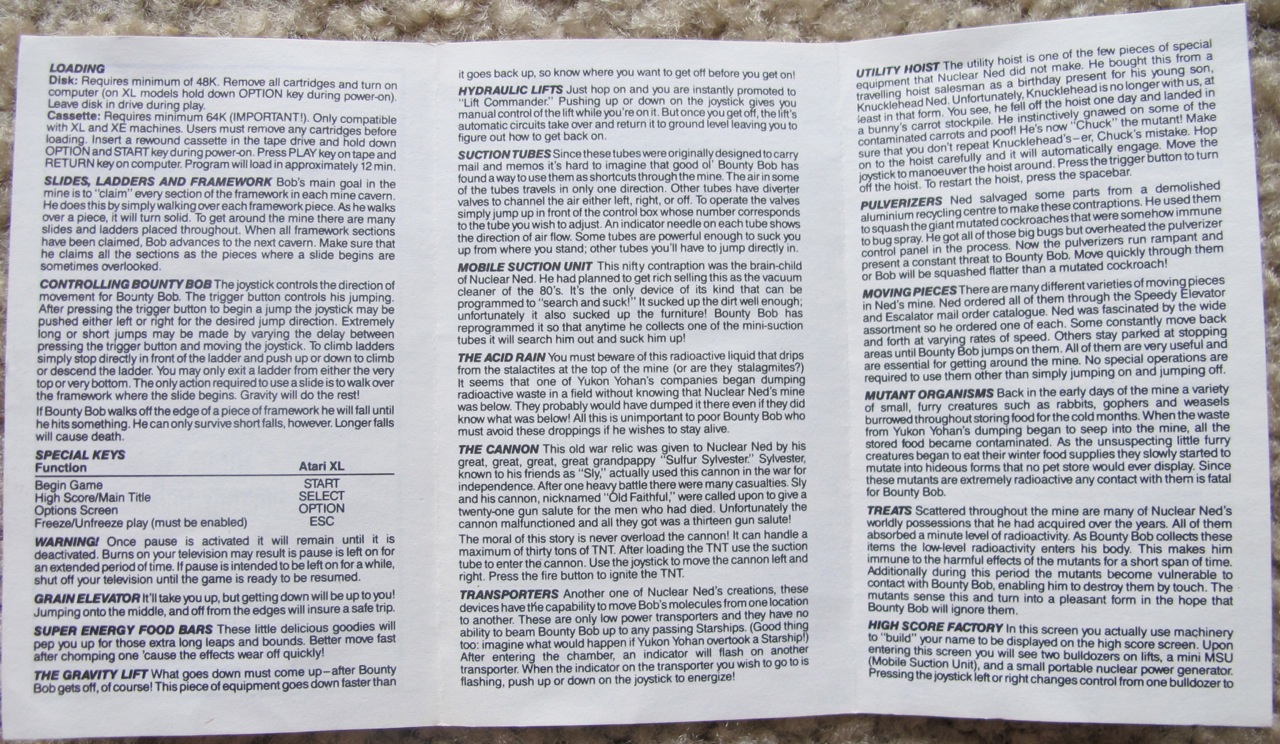 LOADING
Disk: Requires minimum of 48K. Remove all cartridges and turn on
computer (on XL models hold down OPTION key during power-on).
Leave disk in drive during play.
Cassette: Requires minimum 64K (IMPORTANT!). Only compatible
with XL and XE machines. Users must remove any cartridges before
loading. Insert a rewound cassette in the tape drive and hold down
OPTION and START key during power-on. Press PLAY key on tape and
RETURN key on computer. Program will load in approximately 12 min.
SLIDES, LADDERS AND FRAMEWORK Bob's main goal in the
mine is to "claim" every section of the framework in each mine cavern.
He does this by simply walking over each framework piece. As he walks
over a piece, it will turn solid. To get around the mine there are many
slides and ladders placed throughout. When all framework sections
have been claimed, Bob advances to the next cavern. Make sure that
he claims all the sections as the pieces where a slide begins are
sometimes overlooked.
CONTROLLING BOUNTY BOB The joystick controls the direction of
movement for Bounty Bob. The trigger button controls his jumping.
After pressing the trigger button to begin a jump the joystick may be
pushed either left or right for the desired jump direction. Extremely
long or short jumps may be made by varying the delay between
pressing the trigger button and moving the joystick. To climb ladders
simply stop directly in front of the ladder and push up or down to climb
or descend the ladder. You may only exit a ladder from either the very
top or very bottom. The only action required to use a slide is to walk over
the framework where the slide begins. Gravity will do the rest!
If Bounty Bob walks off the edge of a piece of framework he will fall until
he hits something. He can only survive short falls, however. Longer falls
will cause death.
SPECIAL KEYS
Function Atari XL
Begin Game START
High Score/Main Title SELECT
Options Screen OPTION
Freeze/Unfreeze play (must be enabled) ESC
WARNING! Once pause is activated it will remain until it is
deactivated. Burns on your television may result is pause is left on for
an extended period of time. If pause is intended to be left on for a while,
shut off your television until the game is ready to be resumed.
GRAIN ELEVATOR It'll take you up, but getting down will be up to you!
Jumping onto the middle, and off from the edges will insure a safe trip.
SUPER ENERGY FOOD BARS These little delicious goodies will
pep you up for those extra long leaps and bounds. Better move fast
after chomping one 'cause the effects wear off quickly!
THE GRAVITY LIFT What goes down must come up—after Bounty
Bob gets off, of course! This piece of equipment goes down faster than
it goes back up, so know where you want to get off before you get on!
HYDRAULIC LIFTS Just hop on and you are instantly promoted to
"Lift Commander." Pushing up or down on the joystick gives you
manual control of the lift while you're on it. But once you get off, the lift's
automatic circuits take over and return it to ground level leaving you to
figure out how to get back on.
SUCTION TUBES Since these tubes were originally designed to carry
mail and memos it's hard to imagine that good ol' Bounty Bob has
found a way to use them as shortcuts through the mine. The air in some
of the tubes travels in only one direction. Other tubes have diverter
valves to channel the air either left, right, or off. To operate the valves
simply jump up in front of the control box whose number corresponds
to the tube you wish to adjust. An indicator needle on each tube shows
the direction of air flow. Some tubes are powerful enough to suck you
up from where you stand; other tubes you'll have to jump directly in.
MOBILE SUCTION UNIT This nifty contraption was the brain-child
of Nuclear Ned. He had planned to get rich selling this as the vacuum
cleaner of the 80's. It's the only device of its kind that can be
programmed to "search and suck!" It sucked up the dirt well enough;
unfortunately it also sucked up the furniture! Bounty Bob has
reprogrammed it so that anytime he collects one of the mini-suction
tubes it will search him out and suck him up!
THE ACID RAIN You must beware of this radioactive liquid that drips
from the stalactites at the top of the mine (or are they stalagmites?)
It seems that one of Yukon Yohan's companies began dumping
radioactive waste in a field without knowing that Nuclear Ned's mine
was below. They probably would have dumped it there even if they did
know what was below! All this is unimportant to poor Bounty Bob who
must avoid these droppings if he wishes to stay alive.
THE CANNON This old war relic was given to Nuclear Ned by his
great, great, great, great grandpappy "Sulfur Sylvester." Sylvester,
known to his friends as "Sly," actually used this cannon in the war for
independence. After one heavy battle there were many casualties. Sly
and his cannon, nicknamed "Old Faithful," were called upon to give a
twenty-one gun salute for the men who had died. Unfortunately the
cannon malfunctioned and all they got was a thirteen gun salute!
The moral of this story is never overload the cannon! It can handle a
maximum of thirty tons of TNT. After loading the TNT use the suction
tube to enter the cannon. Use the joystick to move the cannon left and
right. Press the fire button to ignite the TNT.
TRANSPORTERS Another one of Nuclear Ned's creations, these
devices have the capability to move Bob's molecules from one location
to another. These are only low power transporters and they have no
ability to beam Bounty Bob up to any passing Starships. (Good thing
too: imagine what would happen if Yukon Yohan overtook a Starship!)
After entering the chamber, an indicator will flash on another
transporter. When the indicator on the transporter you wish to go to is
flashing, push up or down on the joystick to energize!
UTILITY HOIST The utility hoist is one of the few pieces of special
equipment that Nuclear Ned did not make. He bought this from a
travelling hoist salesman as a birthday present for his young son,
Knucklehead Ned. Unfortunately, Knucklehead is no longer with us, at
least in that form. You see, he fell off the hoist one day and landed in
a bunny's carrot stockpile. He instinctively gnawed on some of the
contaminated carrots and poof! He's now "Chuck" the mutant! Make
sure that you don't repeat Knucklehead's—er, Chuck's mistake. Hop
on to the hoist carefully and it will automatically engage. Move the
joystick to manoeuver the hoist around. Press the trigger button to turn
off the hoist. To restart the hoist, press the spacebar.
PULVERIZERS Ned salvaged some parts from a demolished
aluminium recycling centre to make these contraptions. He used them
to squash the giant mutated cockroaches that were somehow immune
to bug spray. He got all of those big bugs but overheated the pulverizer
control panel in the process. Now the pulverizers run rampant and
present a constant threat to Bounty Bob. Move quickly through them
or Bob will be squashed flatter than a mutated cockroach!
MOVING PIECES There are many different varieties of moving pieces
in Ned's mine. Ned ordered all of them through the Speedy Elevator
and Escalator mail order catalogue. Ned was fascinated by the wide
assortment so he ordered one of each. Some constantly move back
and forth at varying rates of speed. Others stay parked at stopping
areas until Bounty Bob jumps on them. All of them are very useful and
are essential for getting around the mine. No special operations are
required to use them other than simply jumping on and jumping off.
MUTANT ORGANISMS Back in the early days of the mine a variety
of small, furry creatures such as rabbits, gophers and weasels
burrowed throughout storing food for the cold months. When the waste
from Yukon Yohan's dumping began to seep into the mine, all the
stored food became contaminated. As the unsuspecting little furry
creatures began to eat their winter food supplies they slowly started to
mutate into hideous forms that no pet store would ever display. Since
these mutants are extremely radioactive any contact with them is fatal
for Bounty Bob.
TREATS Scattered throughout the mine are many of Nuclear Ned's
worldly possessions that he had acquired over the years. All of them
absorbed a minute level of radioactivity. As Bounty Bob collects these
items the low-level radioactivity enters his body. This makes him
immune to the harmful effects of the mutants for a short span of time.
Additionally during this period the mutants become vulnerable to
contact with Bounty Bob, enabling him to destroy them by touch. The
mutants sense this and turn into a pleasant form in the hope that
Bounty Bob will ignore them.
HIGH SCORE FACTORY In this screen you actually use machinery
to "build" your name to be displayed on the high score screen. Upon
entering this screen you will see two bulldozers on lifts, a mini MSU
(Mobile Suction Unit), and a small portable nuclear power generator.
Pressing the joystick left or right changes control from one bulldozer to